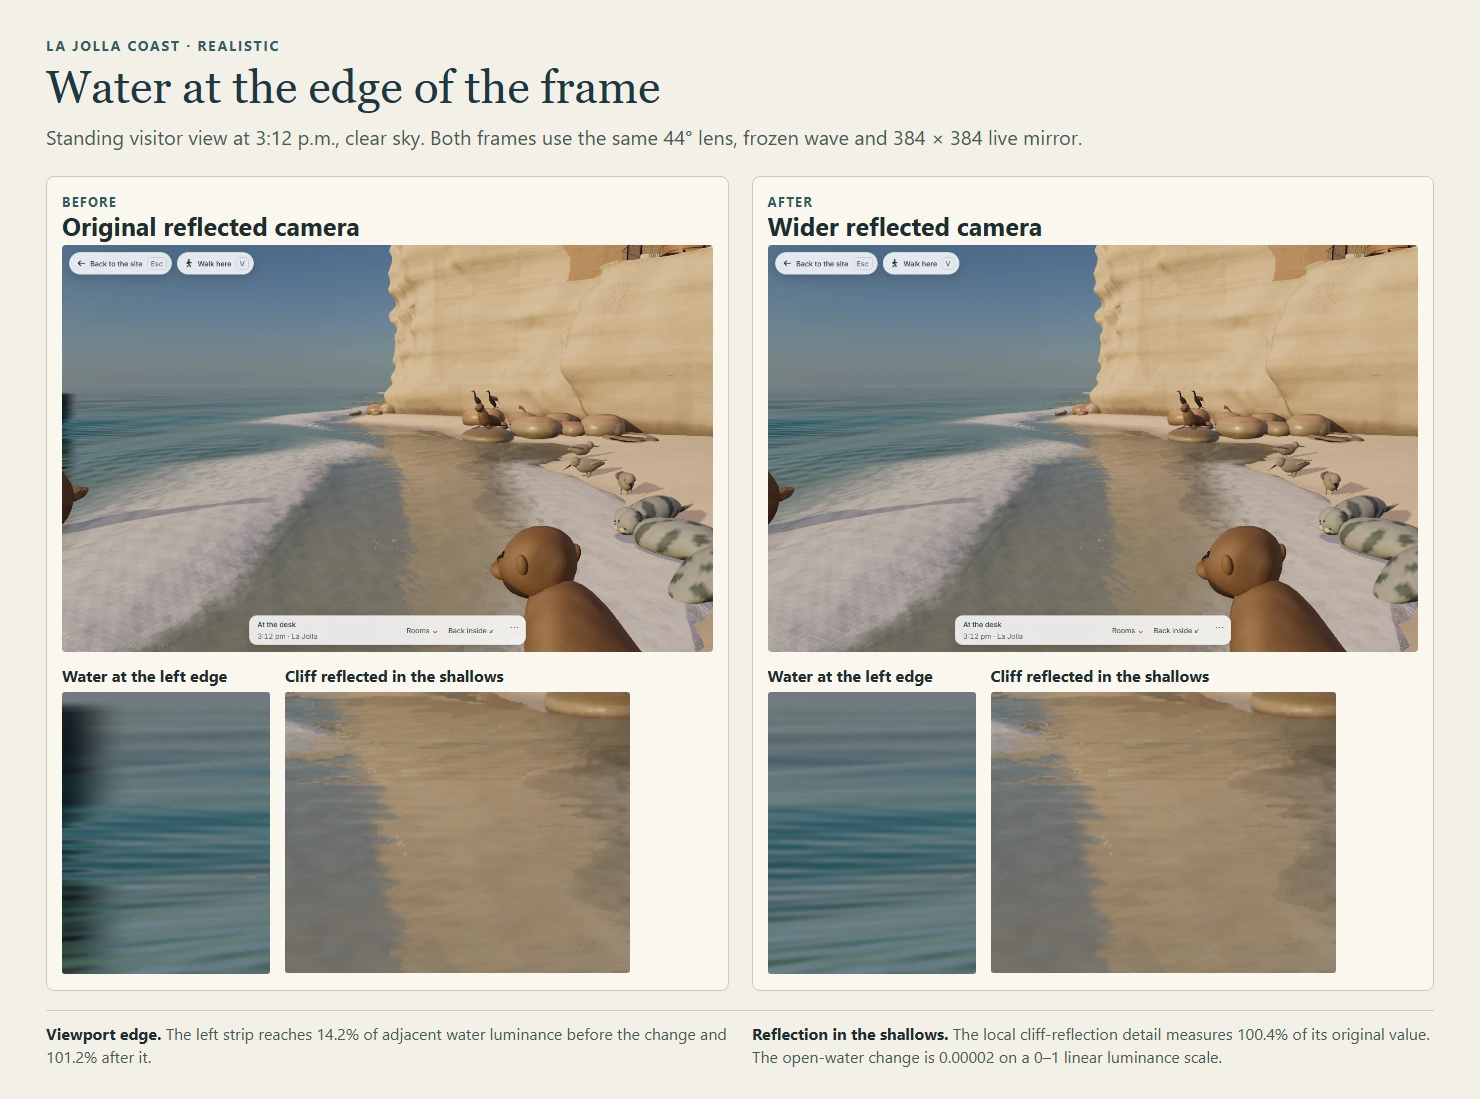 LA JOLLA COAST · REALISTIC
Water at the edge of the frame
Standing visitor view at 3:12 p.m., clear sky. Both frames use the same 44° lens, frozen wave and 384 × 384 live mirror.
BEFORE
Original reflected camera
← Back to the site Esc Walk here V
At the desk
3:12 pm · La Jolla
Rooms Back inside ...
Water at the left edge
Cliff reflected in the shallows
AFTER
Wider reflected camera
← Back to the site Esc Walk here V
At the desk
3:12 pm · La Jolla
Rooms Back inside ...
Water at the left edge
Cliff reflected in the shallows
Viewport edge. The left strip reaches 14.2% of adjacent water luminance before the change and
101.2% after it.
Reflection in the shallows. The local cliff-reflection detail measures 100.4% of its original value.
The open-water change is 0.00002 on a 0–1 linear luminance scale.